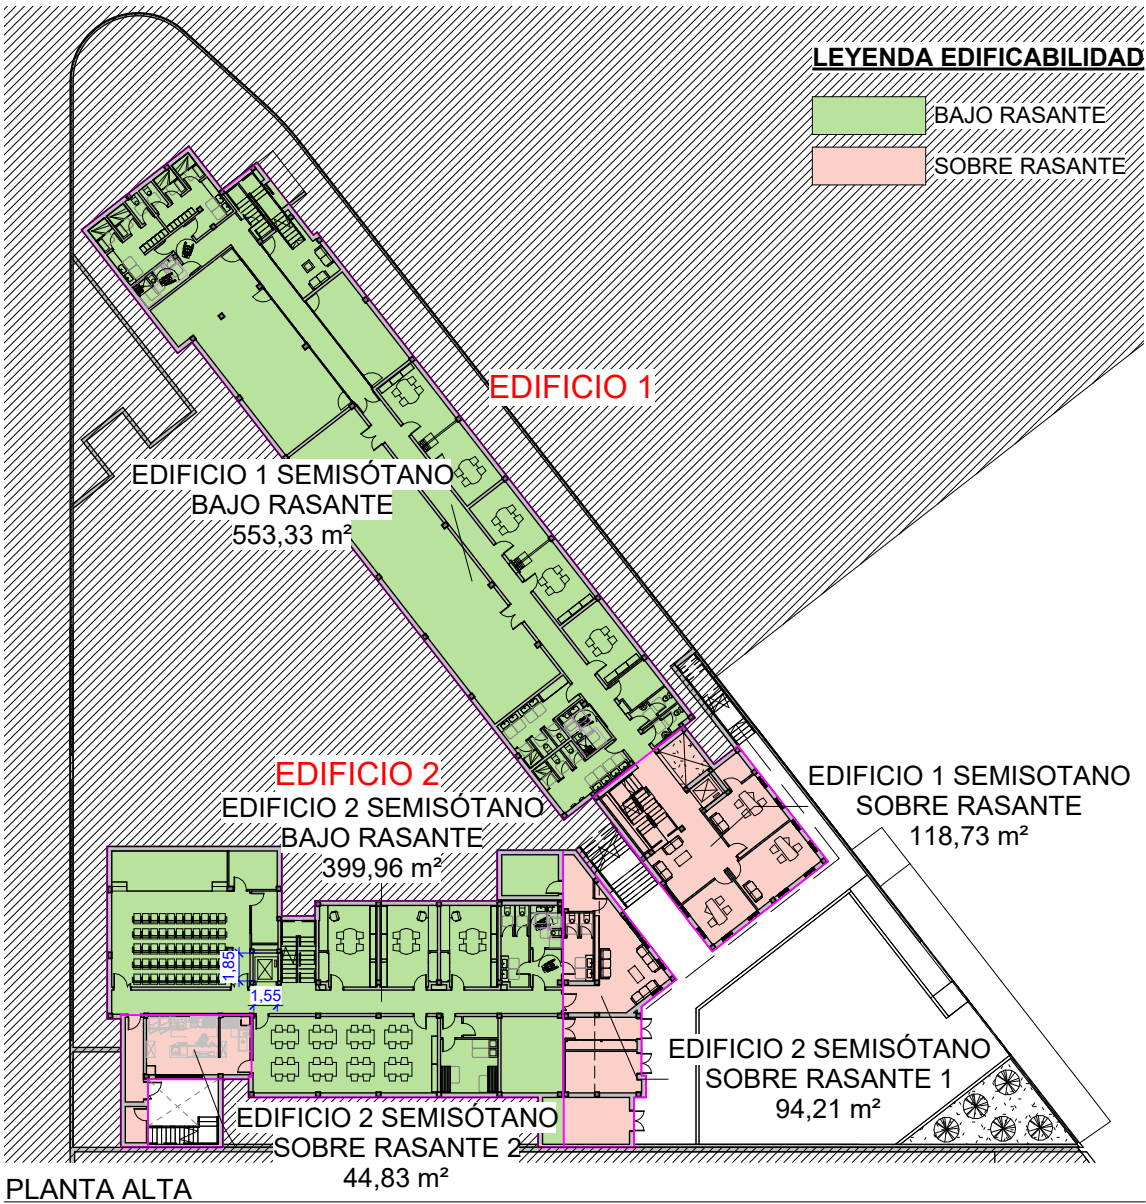 LEYENDA EDIFICABILIDAD
BAJO RASANTE
SOBRE RASANTE
EDIFICIO 1
EDIFICIO 1 SEMISÓTANO
BAJO RASANTE
553,33 m²
EDIFICIO 2
EDIFICIO 2 SEMISÓTANO
BAJO RASANTE
399,96 m²
EDIFICIO 1 SEMISOTANO
SOBRE RASANTE
118,73 m²
1,85
1,55
EDIFICIO 2 SEMISÓTANO
SOBRE RASANTE 1
94,21 m²
EDIFICIO 2 SEMISÓTANO
SOBRE RASANTE 2
44,83 m²
PLANTA ALTA